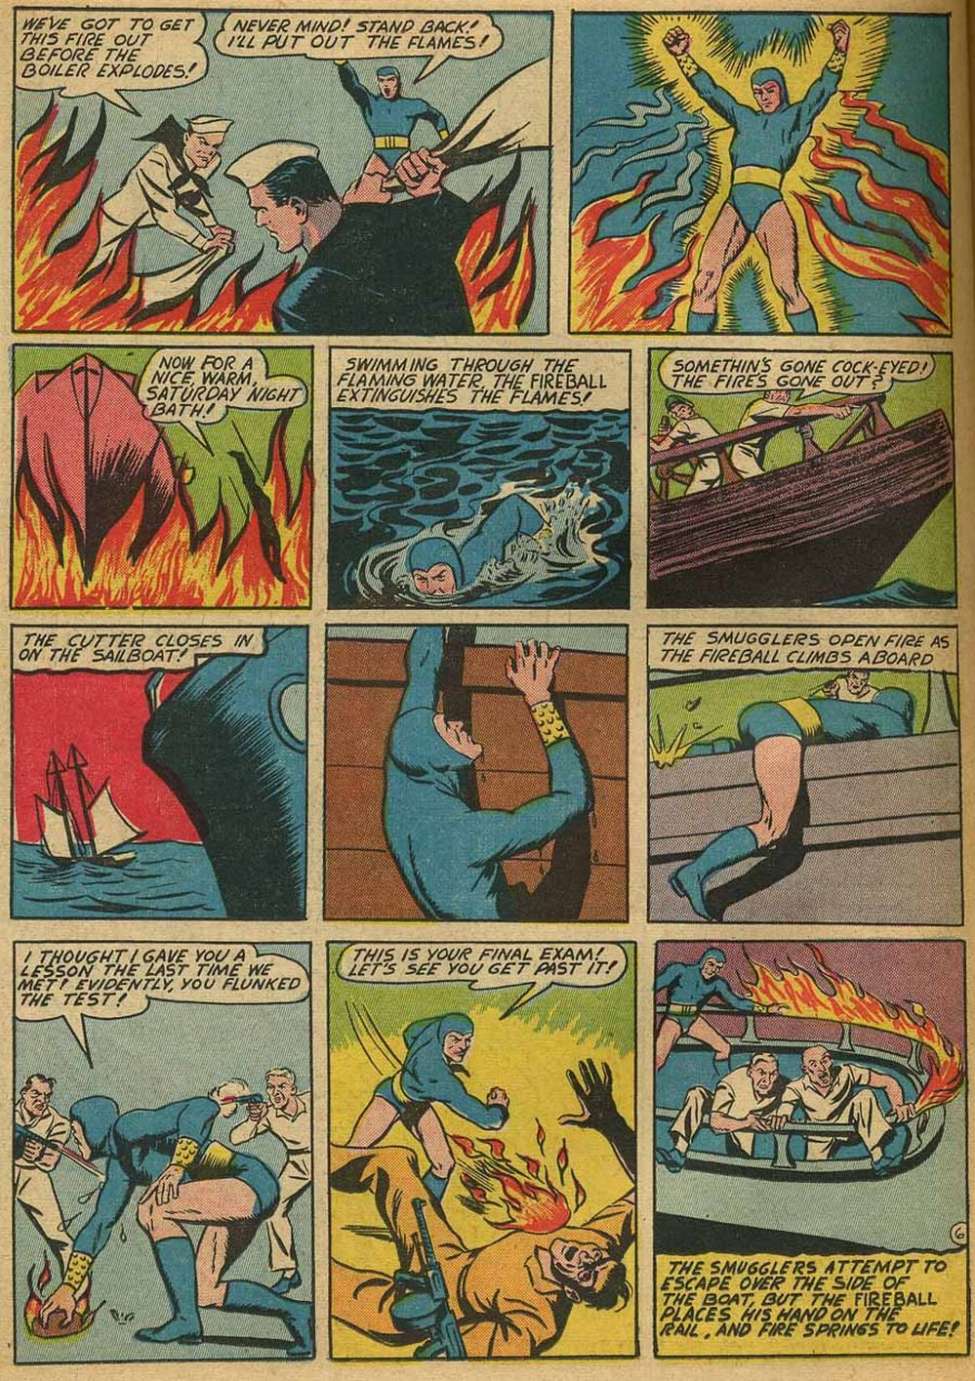 WE'VE GOT TO GET
THIS FIRE OUT
BEFORE THE
BOILER EXPLODES!
NEVER MIND! STAND BACK!
I'LL PUT OUT THE FLAMES!
NOW FOR A
NICE, WARM,
SATURDAY NIGHT
BATH!
SWIMMING THROUGH THE
FLAMING WATER, THE FIREBALL
EXTINGUISHES THE FLAMES!
SOMETHIN'S GONE COCK-EYED!
THE FIRE'S GONE OUT?
THE CUTTER CLOSES IN
ON THE SAILBOAT!
THE SMUGGLERS OPEN FIRE AS
THE FIREBALL CLIMBS ABOARD
I THOUGHT I GAVE YOU A
LESSON THE LAST TIME WE
MET? EVIDENTLY, YOU FLUNKED
THE TEST!
THIS IS YOUR FINAL EXAM!
LET'S SEE YOU GET PAST IT!
6
THE SMUGGLERS ATTEMPT TO
ESCAPE OVER THE SIDE OF
THE BOAT, BUT THE FIREBALL
PLACES HIS HAND ON THE
RAIL, AND FIRE SPRINGS TO LIFE!